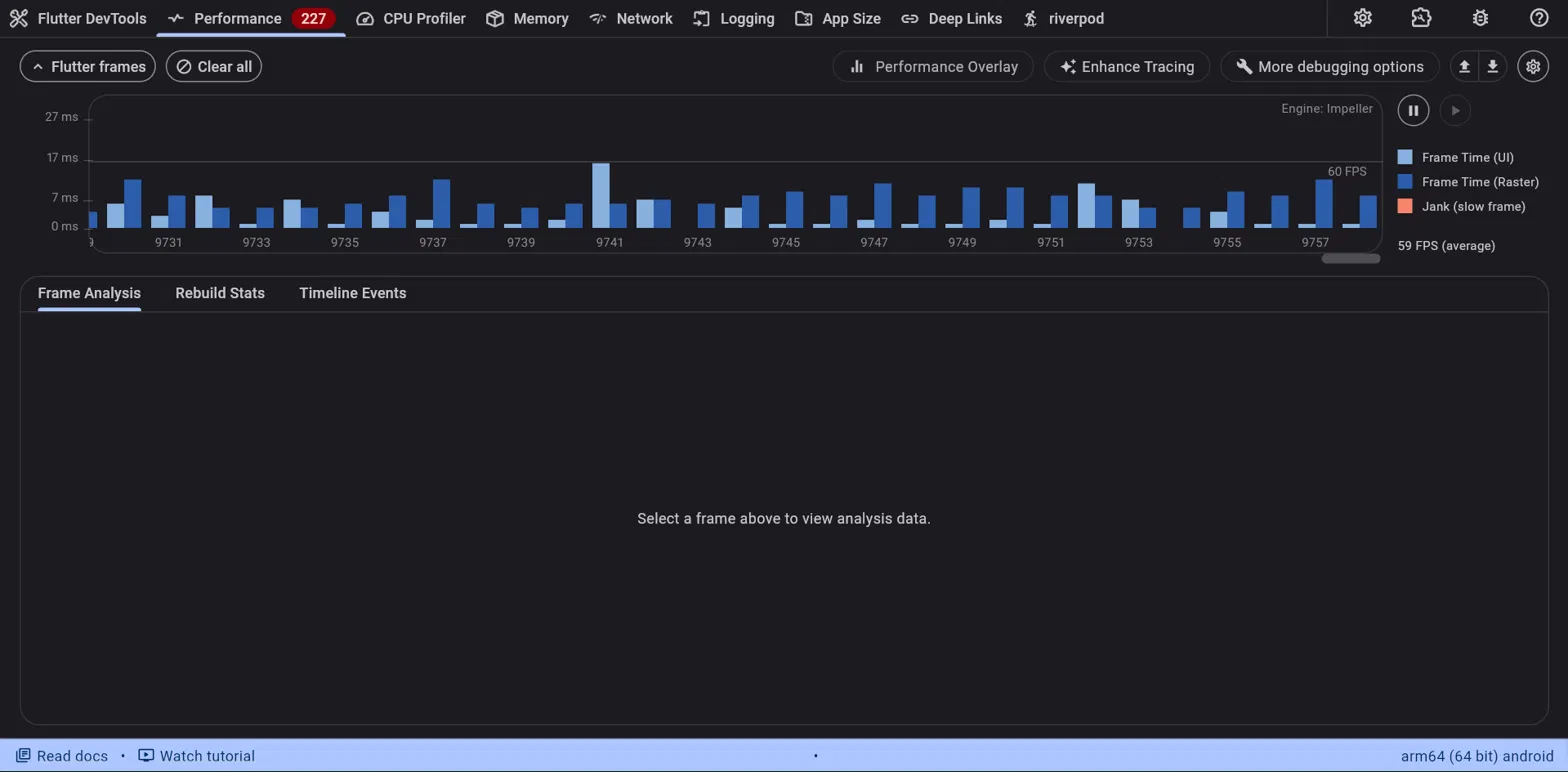 Flutter DevTools Performance 227 CPU Profiler Memory Network Logging App Size Deep Links riverpod
Flutter frames Clear all Performance Overlay Enhance Tracing More debugging options
Engine: Impeller
27 ms
17 ms
60 FPS
7 ms
0 ms
9 9731 9733 9735 9737 9739 9741 9743 9745 9747 9749 9751 9753 9755 9757
Frame Time (UI)
Frame Time (Raster)
Jank (slow frame)
59 FPS (average)
Frame Analysis Rebuild Stats Timeline Events
Select a frame above to view analysis data.
Read docs • Watch tutorial • arm64 (64 bit) android